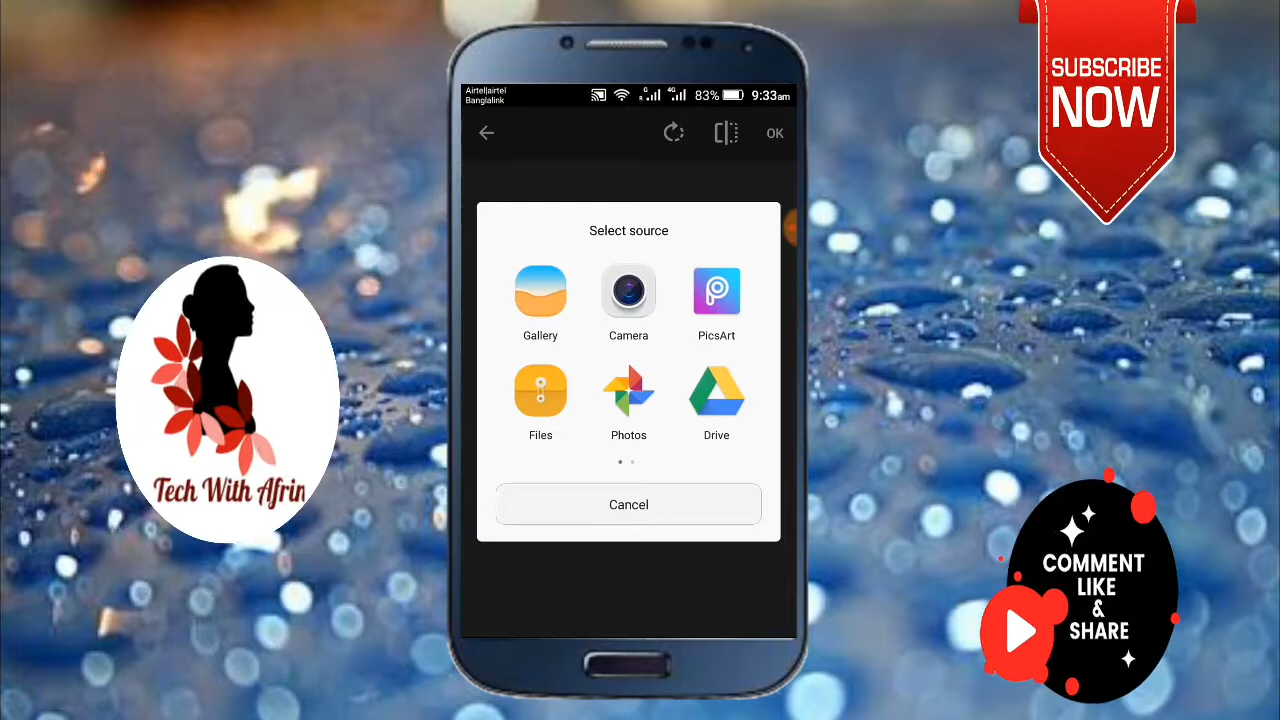 Airtel|airtel
Banglalink
83%
9:33am
OK
Select source
Gallery
Camera
PicsArt
Files
Photos
Drive
Cancel
SUBSCRIBE
NOW
Tech With Afrin
COMMENT
LIKE
&
SHARE